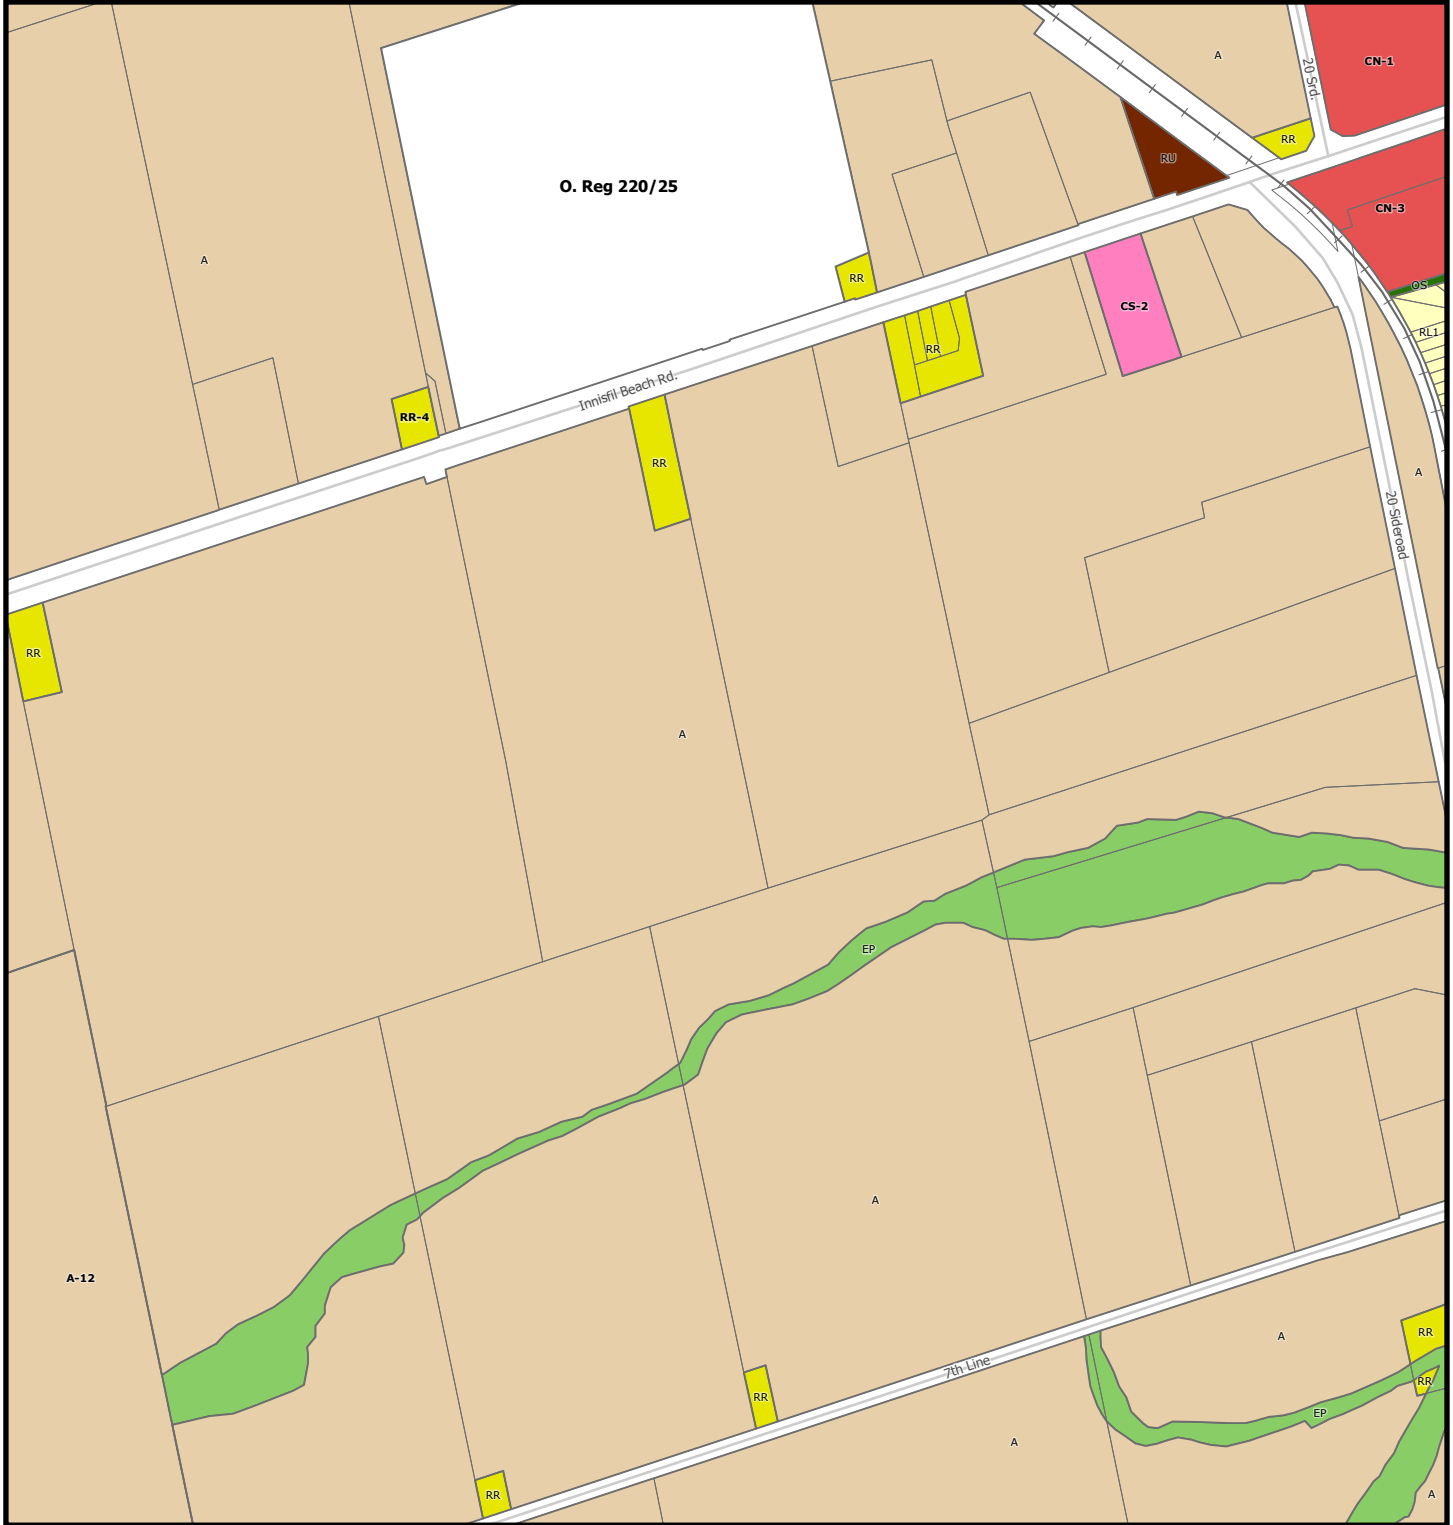 A
20 Srd.
CN-1
RR
RU
O. Reg 220/25
CN-3
A
RR
OS
CS-2
RL1
RR
Innisfil Beach Rd.
RR-4
RR
A
20 Sideroad
RR
A
EP
A
A-12
RR
A
7th Line
RR
RR
EP
A
RR
A